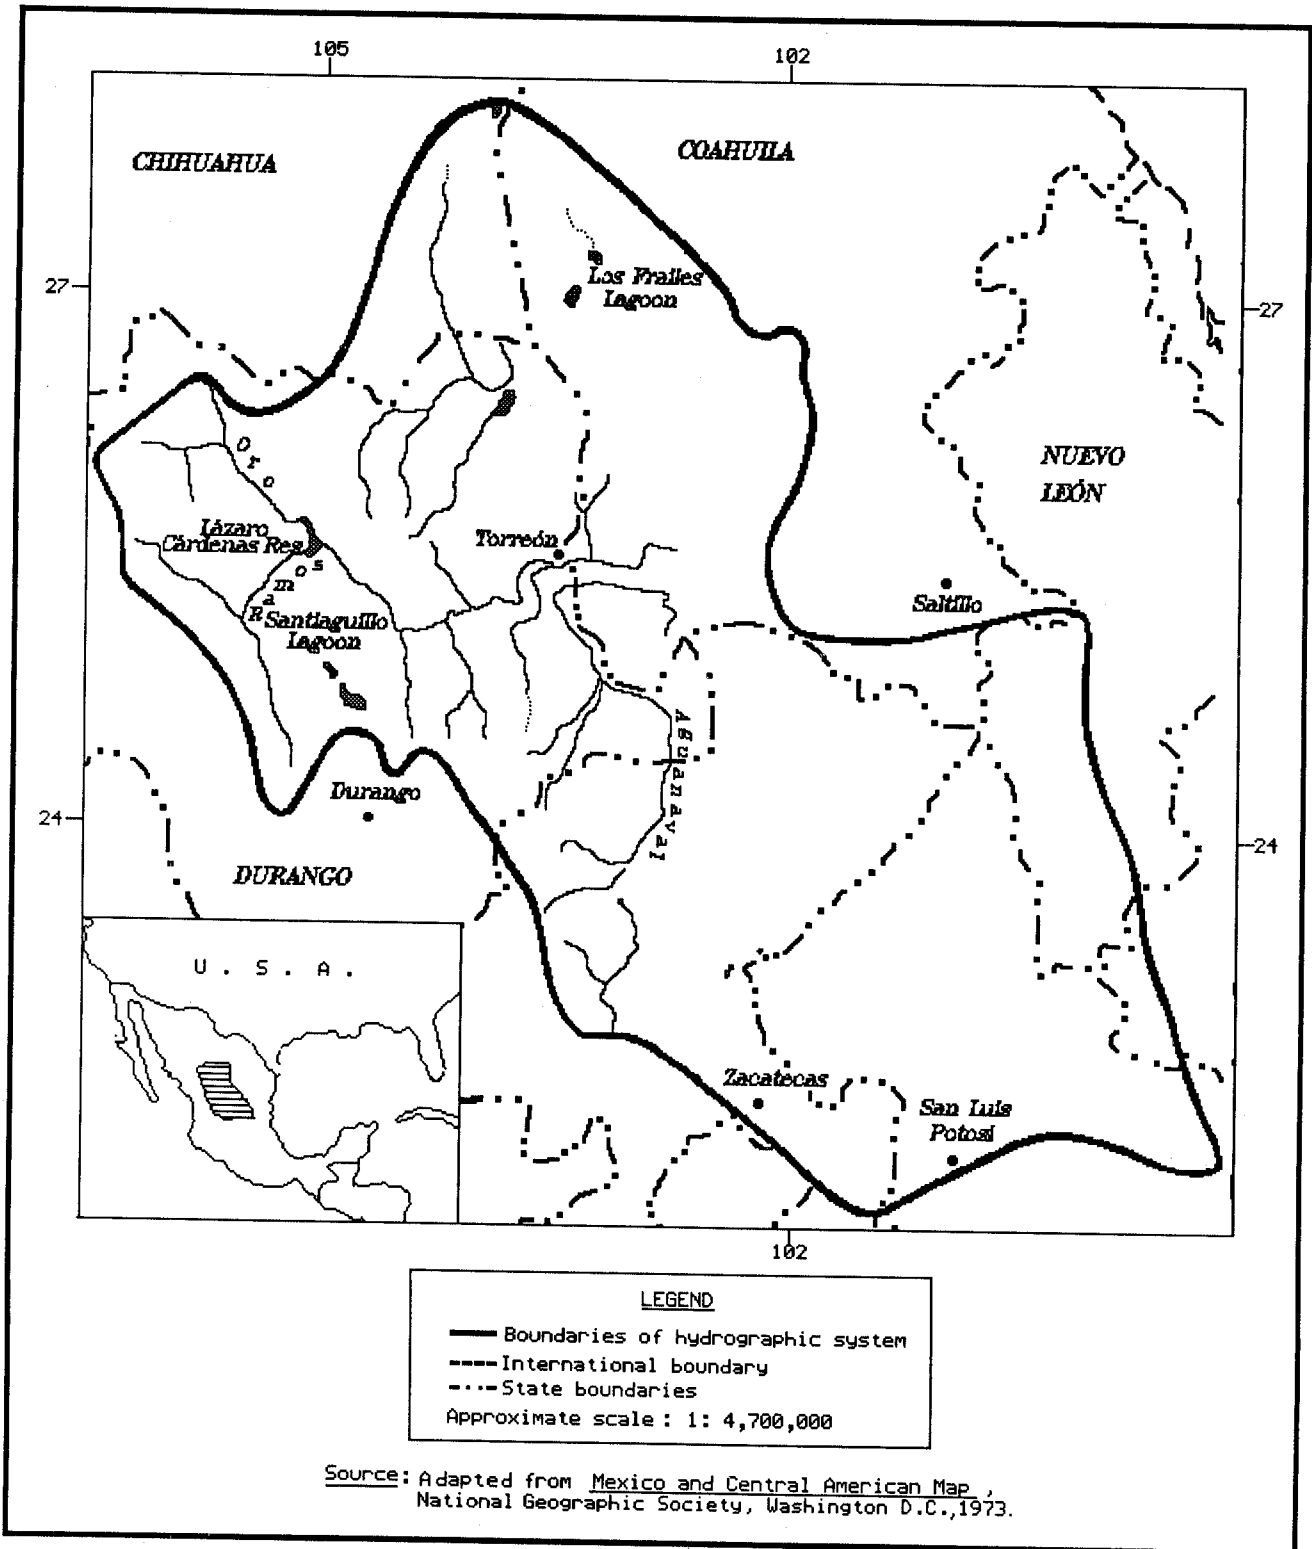 105
102
CHIHUAHUA
COAHUILA
27
Los Frailes
Lagoon
27
Oro
NUEVO
LEÓN
Lázaro
Cárdenas Res.
Torreón
Ramos
Saltillo
Santiaguillo
Lagoon
Aguanaval
Durango
24
24
DURANGO
U. S. A.
Zacatecas
San Luis
Potosí
102
LEGEND
Boundaries of hydrographic system
International boundary
State boundaries
Approximate scale : 1: 4,700,000
Source: Adapted from Mexico and Central American Map ,
National Geographic Society, Washington D.C.,1973.